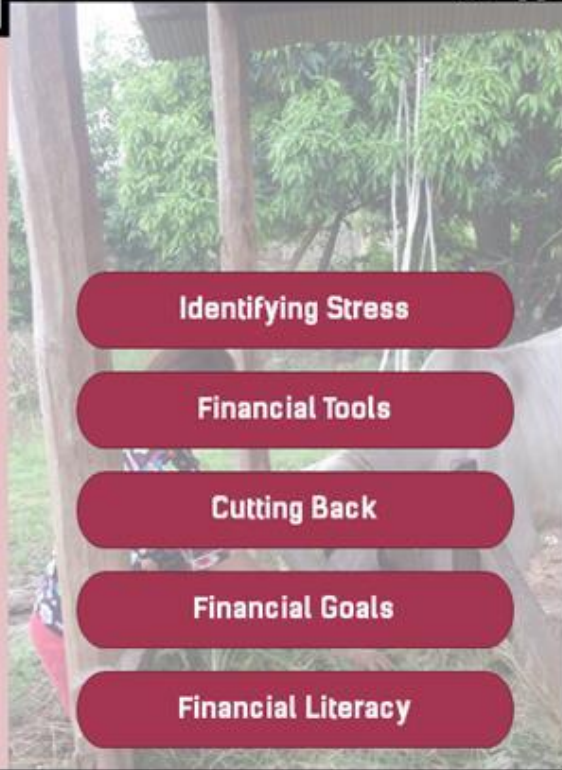 Identifying Stress
Financial Tools
Cutting Back
Financial Goals
Financial Literacy